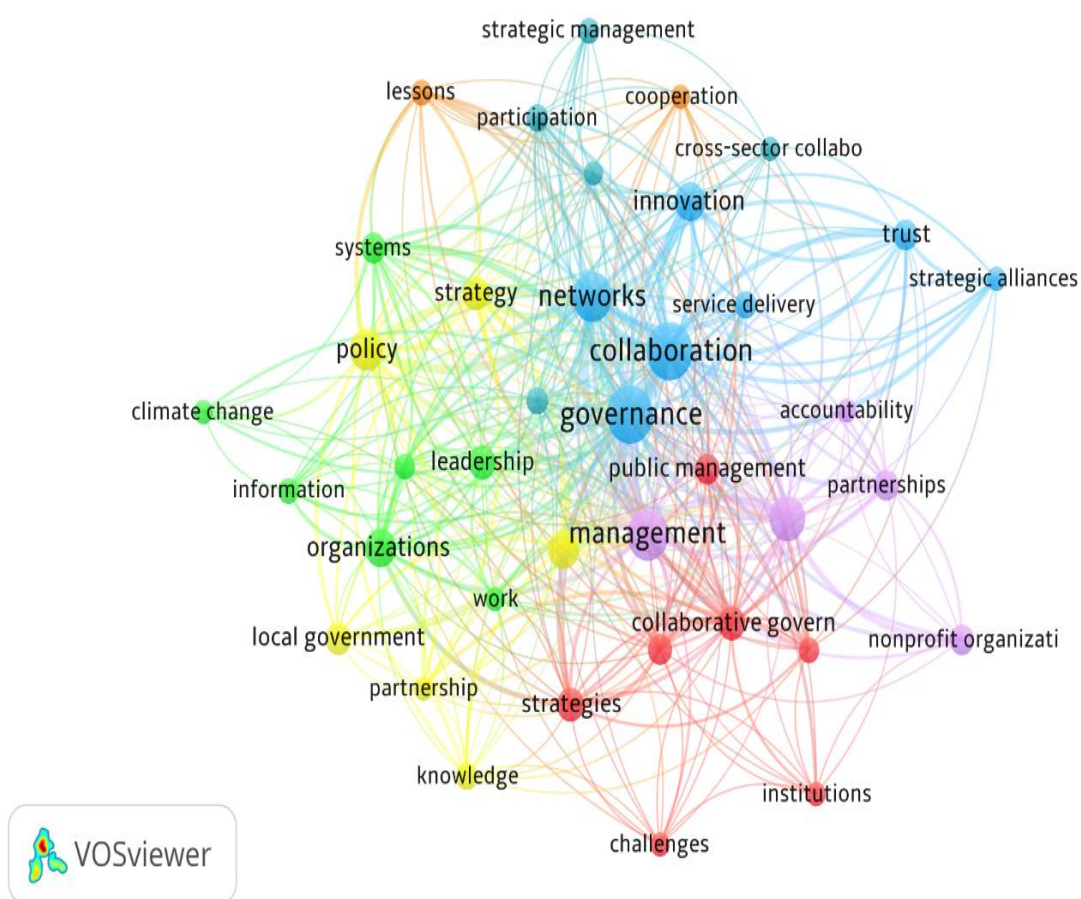 strategic management
lessons
cooperation
participation
cross-sector collabo
innovation
trust
systems
strategic alliances
strategy
networks
service delivery
policy
collaboration
climate change
accountability
governance
leadership
public management
information
partnerships
management
organizations
work
collaborative govern
local government
nonprofit organizati
partnership
strategies
knowledge
institutions
challenges
VOSviewer